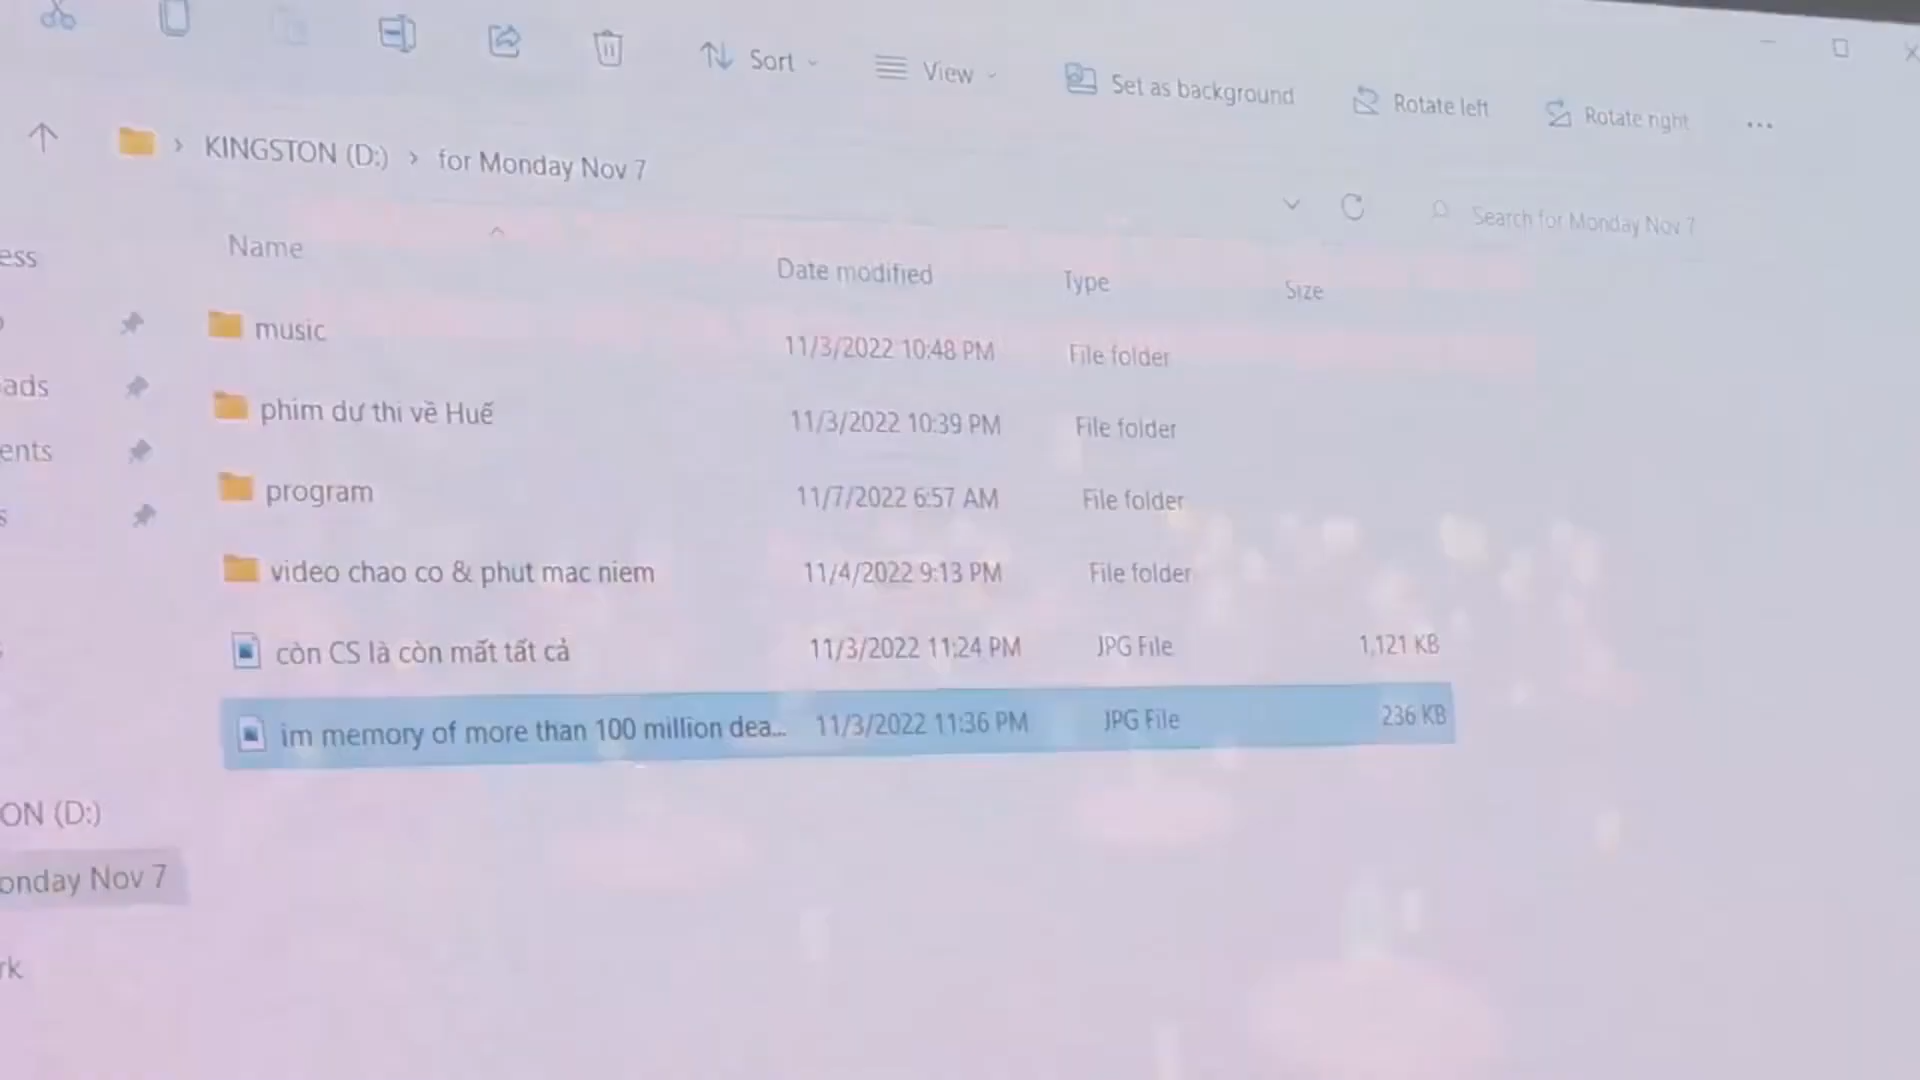 Sort
View
Set as background
Rotate left
Rotate right
...
KINGSTON (D:) > for Monday Nov 7
Search for Monday Nov 7
Name
Date modified
Type
Size
ess
music 11/3/2022 10:48 PM File folder
ads
phim dư thi về Huế 11/3/2022 10:39 PM File folder
ents
program 11/7/2022 6:57 AM File folder
s
video chao co & phut mac niem 11/4/2022 9:13 PM File folder
còn CS là còn mất tất cả 11/3/2022 11:24 PM JPG File 1,121 KB
im memory of more than 100 million dea... 11/3/2022 11:36 PM JPG File 236 KB
ON (D:)
onday Nov 7
rk